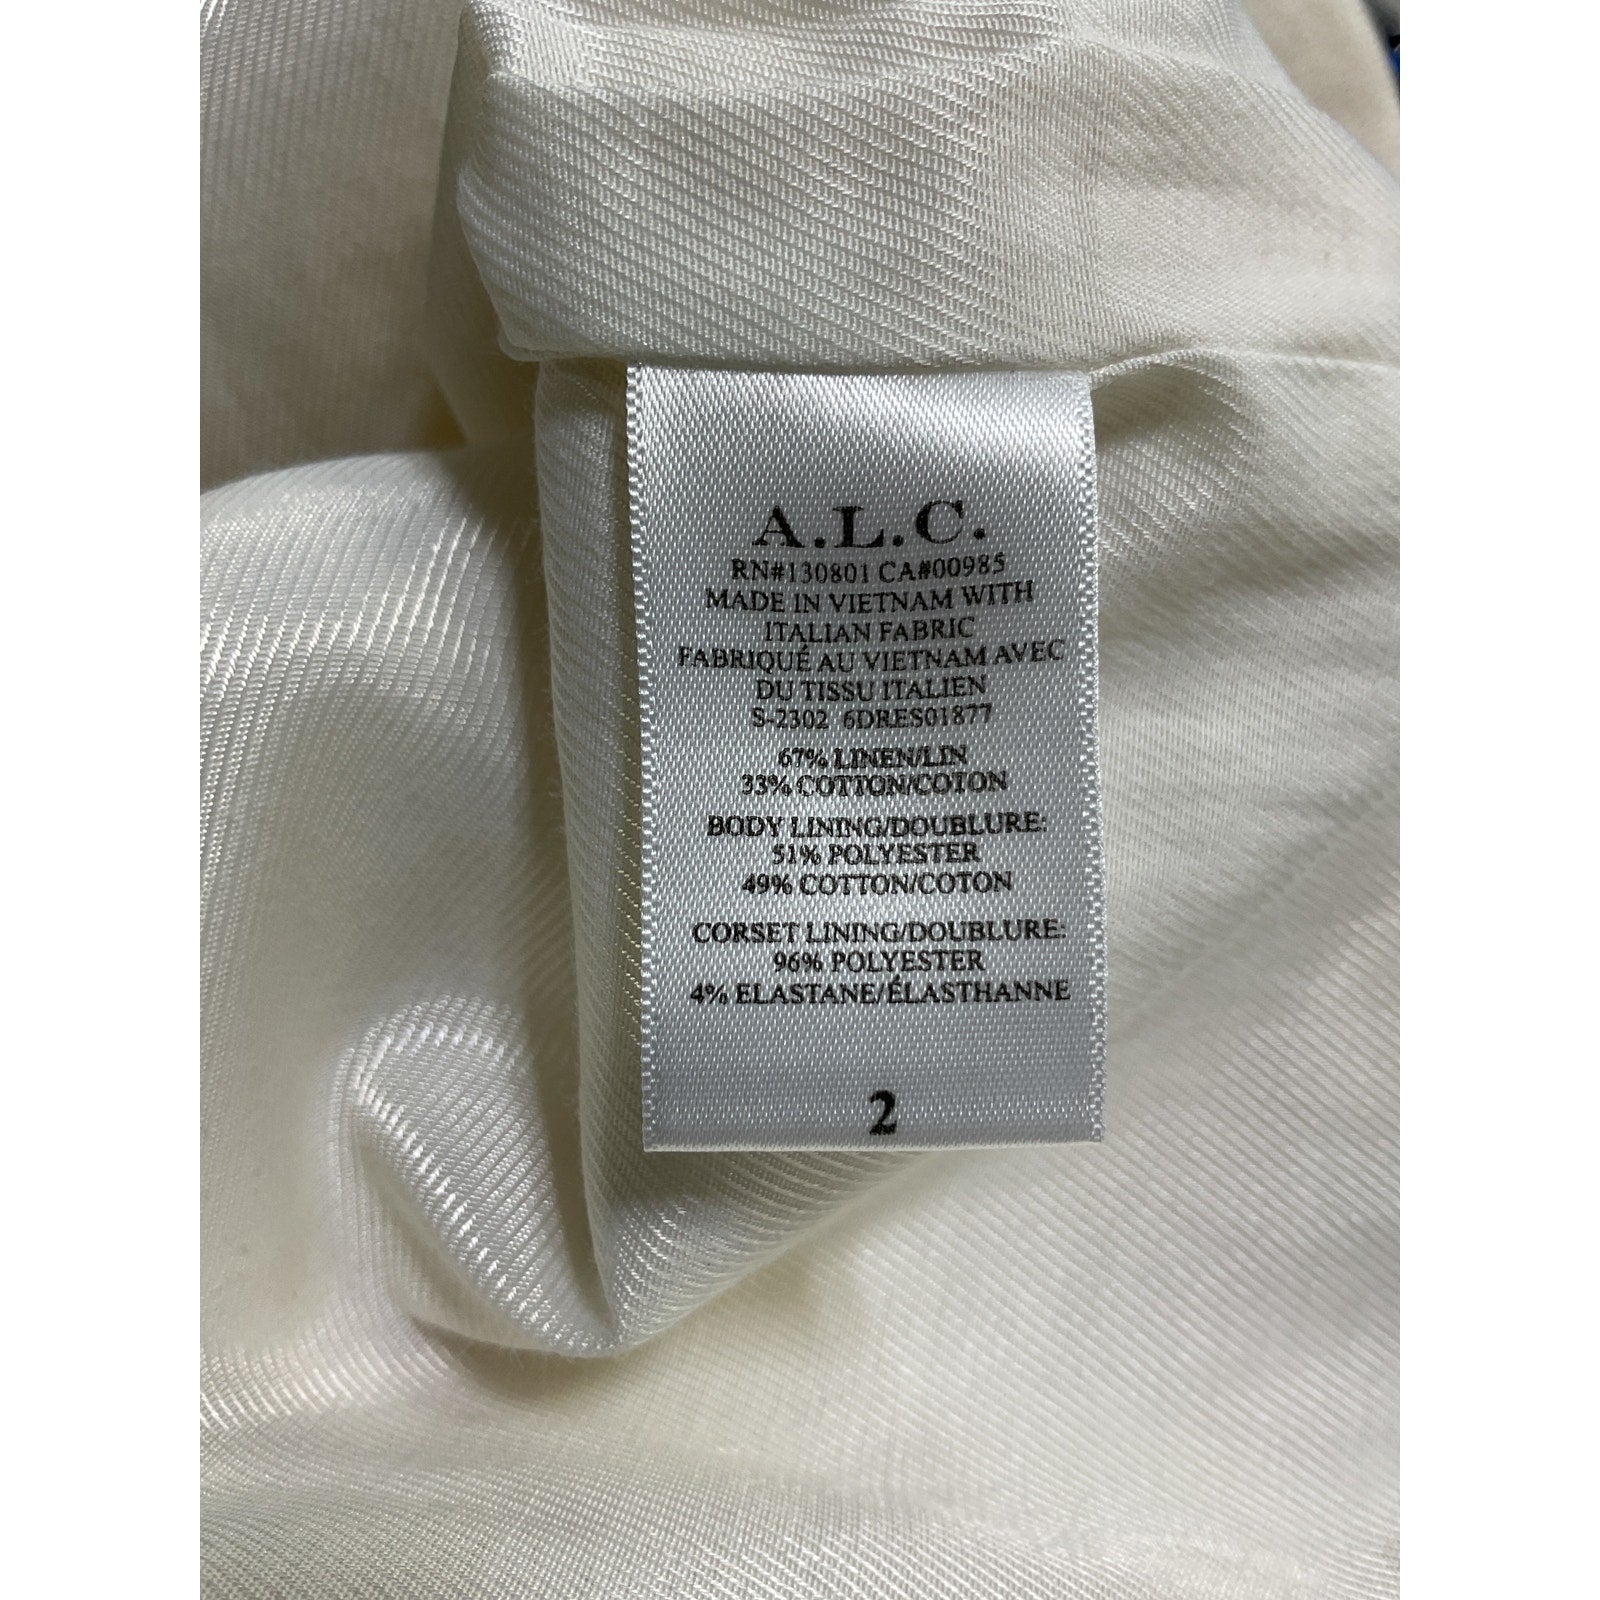 A.L.C.
RN#130801 CA#00985
MADE IN VIETNAM WITH
ITALIAN FABRIC
FABRIQUÉ AU VIETNAM AVEC
DU TISSU ITALIEN
S-2302 6DRES01877
67% LINEN/LIN
33% COTTON/COTON
BODY LINING/DOUBLURE:
51% POLYESTER
49% COTTON/COTON
CORSET LINING/DOUBLURE:
96% POLYESTER
4% ELASTANE/ÉLASTHANNE
2